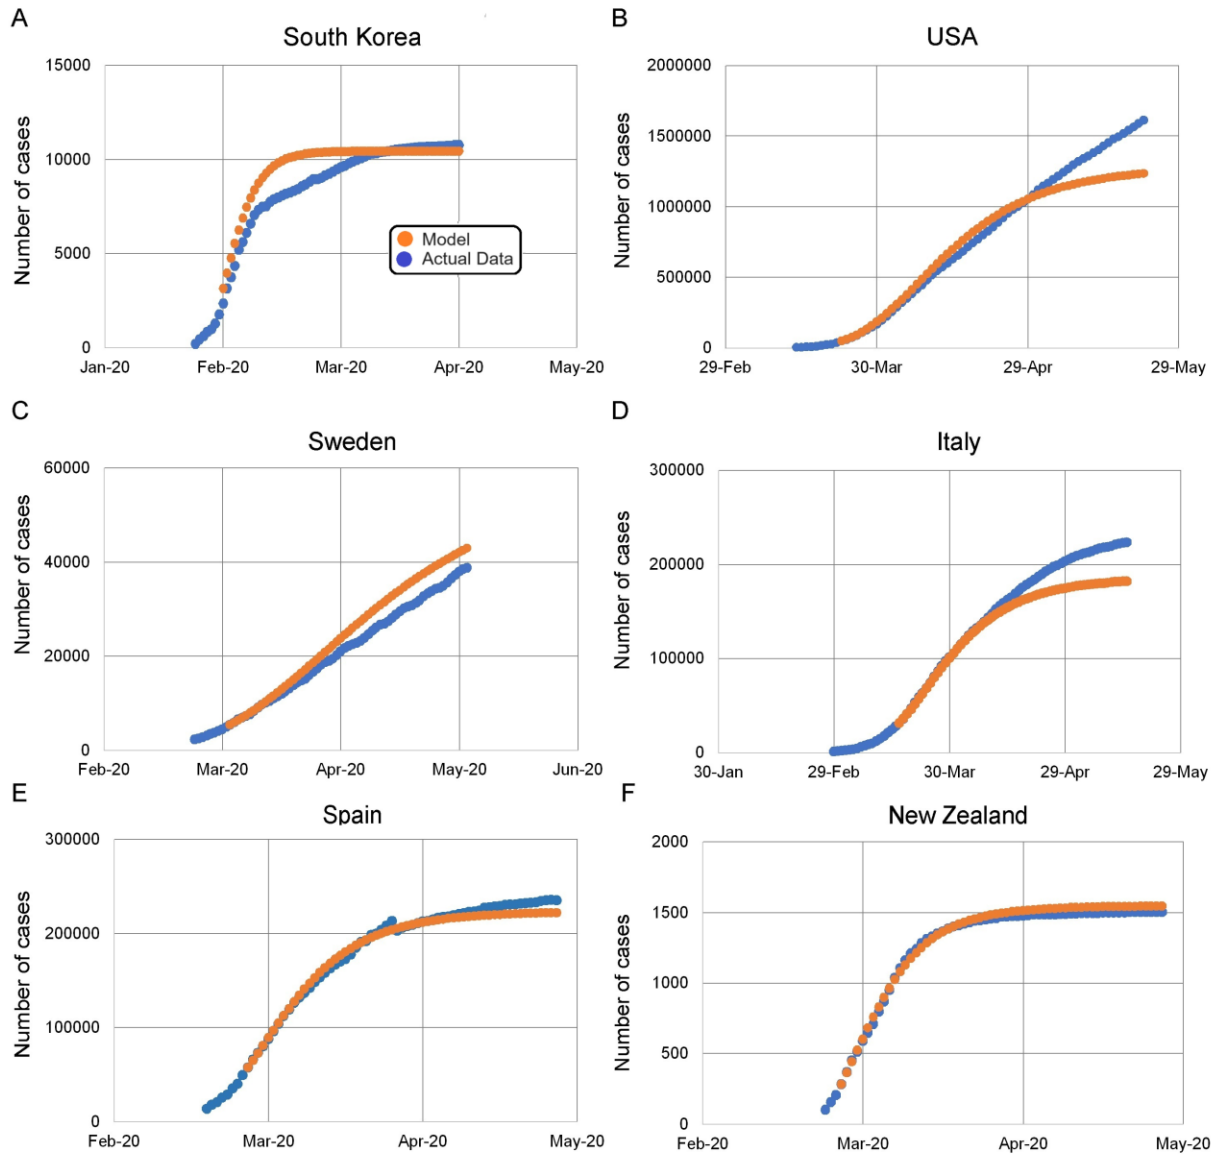 A
South Korea
Number of cases
15000
10000
5000
0
Jan-20 Feb-20 Mar-20 Apr-20 May-20
Model
Actual Data
B
USA
Number of cases
2000000
1500000
1000000
500000
0
29-Feb 30-Mar 29-Apr 29-May
C
Sweden
Number of cases
60000
40000
20000
0
Feb-20 Mar-20 Apr-20 May-20 Jun-20
D
Italy
Number of cases
300000
200000
100000
0
30-Jan 29-Feb 30-Mar 29-Apr 29-May
E
Spain
Number of cases
300000
200000
100000
0
Feb-20 Mar-20 Apr-20 May-20
F
New Zealand
Number of cases
2000
1500
1000
500
0
Feb-20 Mar-20 Apr-20 May-20